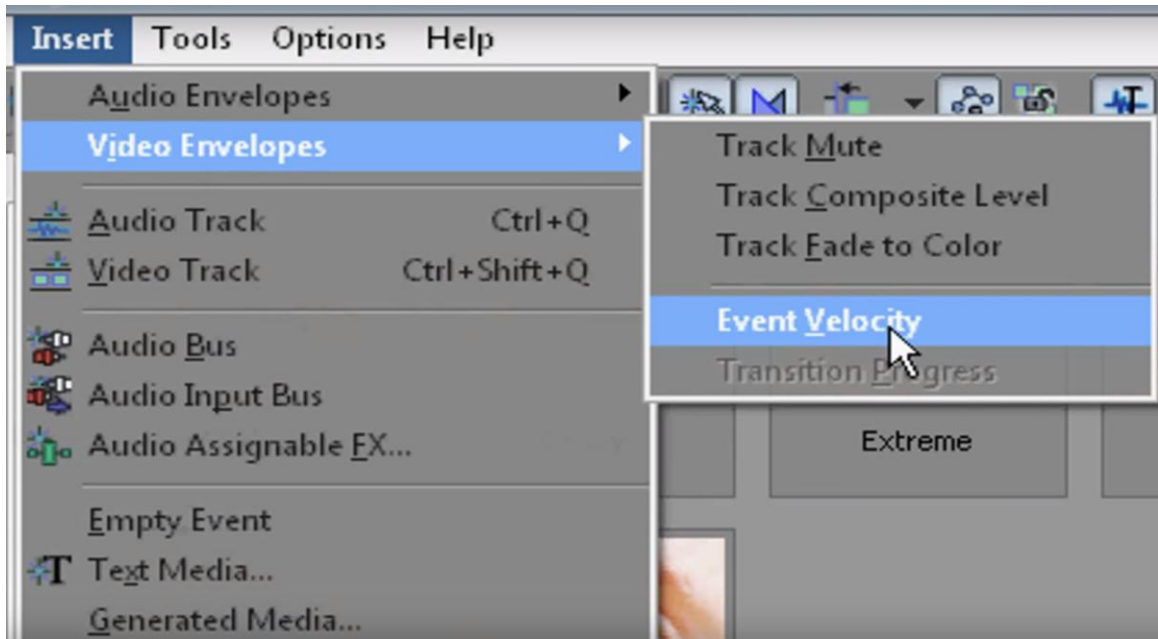 Insert Tools Options Help
Audio Envelopes
Video Envelopes
Audio Track Ctrl+Q
Video Track Ctrl+Shift+Q
Audio Bus
Audio Input Bus
Audio Assignable FX...
Empty Event
Text Media...
Generated Media...
Track Mute
Track Composite Level
Track Fade to Color
Event Velocity
Transition Progress
Extreme